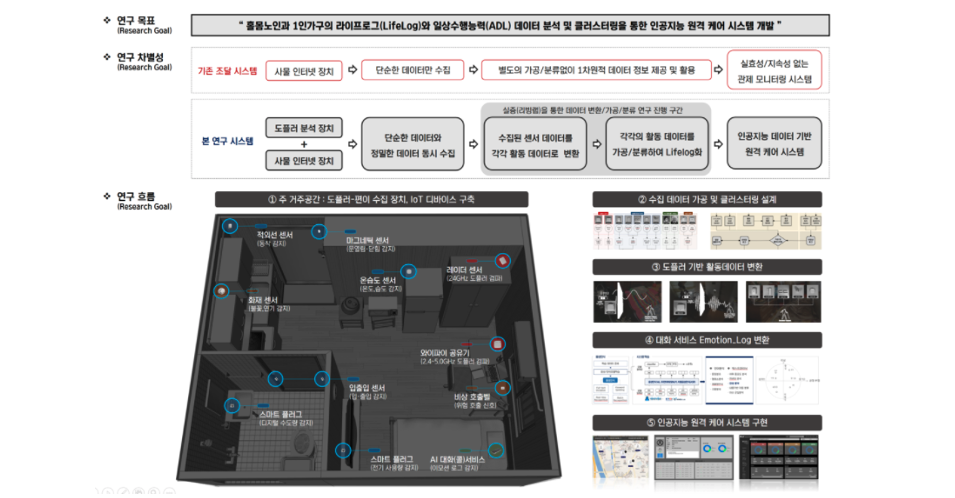 ❖ 연구 목표
(Research Goal)
“ 홀몸노인과 1인가구의 라이프로그(LifeLog)와 일상수행능력(ADL) 데이터 분석 및 클러스터링을 통한 인공지능 원격 케어 시스템 개발 ”
❖ 연구 차별성
(Research Goal)
기존 조달 시스템
사물 인터넷 장치
단순한 데이터만 수집
별도의 가공/분류없이 1차원적 데이터 정보 제공 및 활용
실효성/지속성 없는
관제 모니터링 시스템
본 연구 시스템
도플러 분석 장치
+
사물 인터넷 장치
단순한 데이터와
정밀한 데이터 동시 수집
실증(리빙랩)을 통한 데이터 변환/가공/분류 연구 진행 구간
수집된 센서 데이터를
각각 활동 데이터로 변환
각각의 활동 데이터를
가공/분류하여 Lifelog화
인공지능 데이터 기반
원격 케어 시스템
❖ 연구 흐름
(Research Goal)
① 주 거주공간 : 도플러-편이 수집 장치, IoT 디바이스 구축
적외선 센서
(동작 감지)
마그네틱 센서
(문열림·닫힘 감지)
온습도 센서
(온도,습도 감지)
레이더 센서
(24GHz 도플러 검파)
화재 센서
(불꽃,연기 감지)
와이파이 공유기
(2.4~5.0GHz 도플러 검파)
입출입 센서
(입·출입 감지)
비상 호출벨
(위험 호출 신호)
스마트 플러그
(디지털 수도량 감지)
스마트 플러그
(전기 사용량 감지)
AI 대화(콜)서비스
(이모션 로그 감지)
② 수집 데이터 가공 및 클러스터링 설계
③ 도플러 기반 활동데이터 변환
④ 대화 서비스 Emotion_Log 변환
⑤ 인공지능 원격 케어 시스템 구현